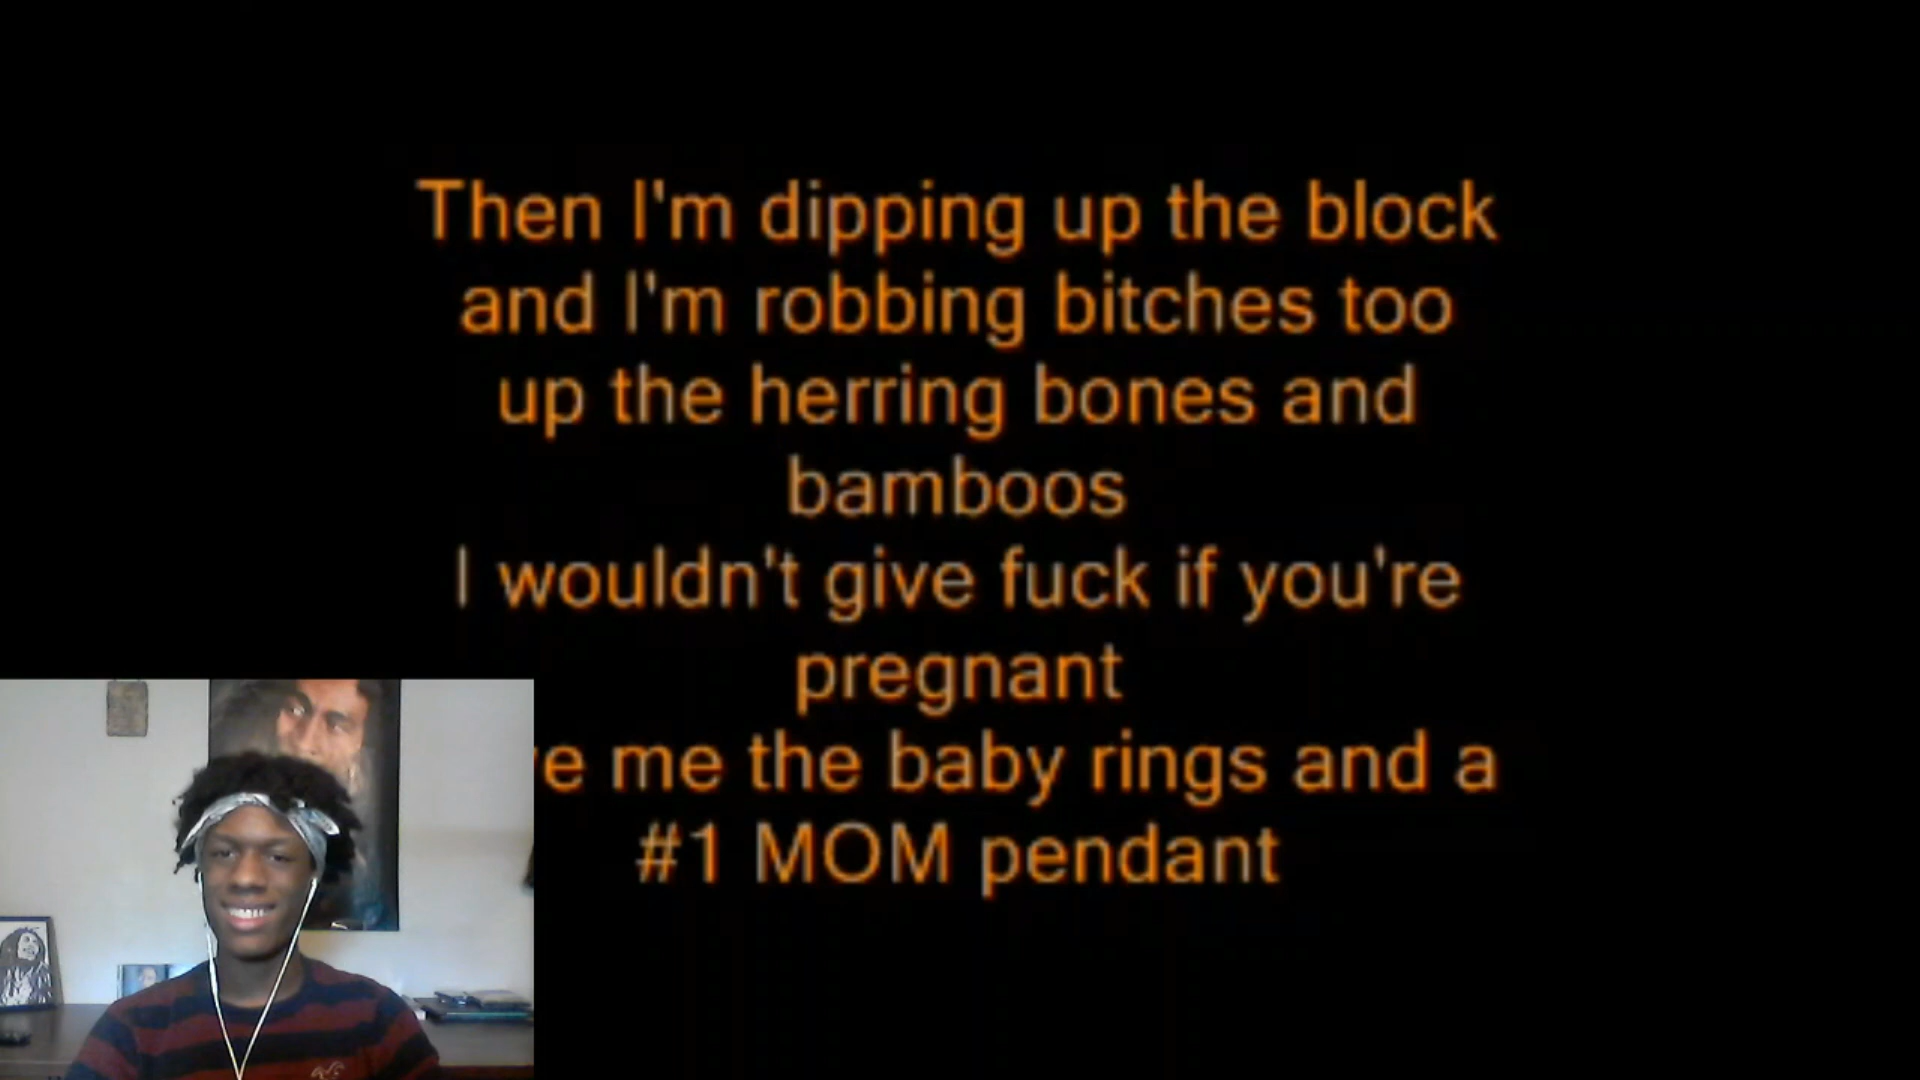 Then I'm dipping up the block
and I'm robbing bitches too
up the herring bones and
bamboos
I wouldn't give fuck if you're
pregnant
me the baby rings and a
#1 MOM pendant